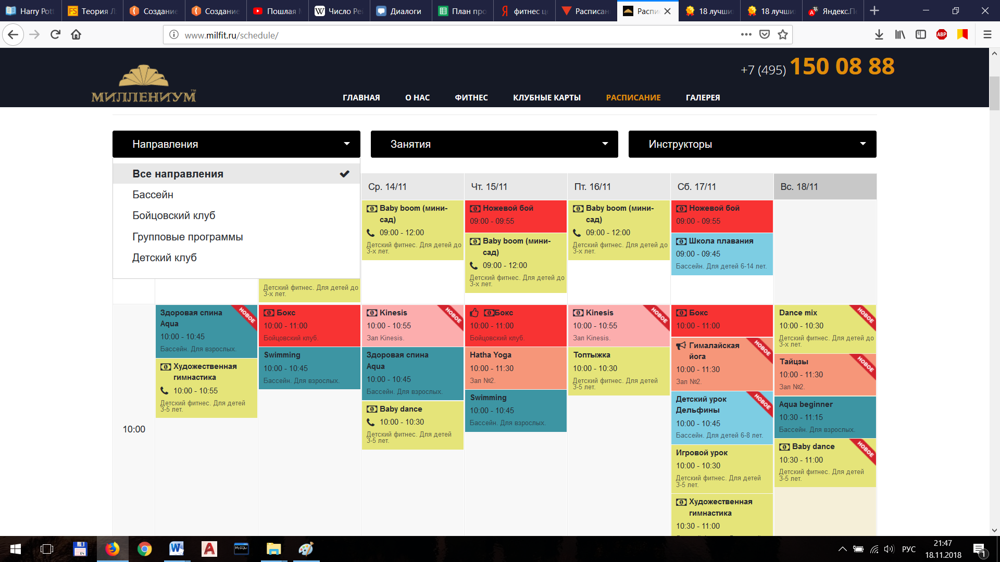 Harry Pott
Теория Л
Создание
Создание
Пошлая М
Число Рей
Диалоги
План про
фитнес це
Расписан
Распи
18 лучши
18 лучши
Яндекс.По
www.milfit.ru/schedule/
ABP
МИЛЛЕНИУМ™
+7 (495) 150 08 88
ГЛАВНАЯ
О НАС
ФИТНЕС
КЛУБНЫЕ КАРТЫ
РАСПИСАНИЕ
ГАЛЕРЕЯ
Направления
Занятия
Инструкторы
Все направления
Бассейн
Бойцовский клуб
Групповые программы
Детский клуб
Ср. 14/11
Чт. 15/11
Пт. 16/11
Сб. 17/11
Вс. 18/11
Детский фитнес. Для детей до
3-х лет.
Baby boom (мини-
сад)
09:00 - 12:00
Детский фитнес. Для детей до
3-х лет.
Ножевой бой
09:00 - 09:55
Baby boom (мини-
сад)
09:00 - 12:00
Детский фитнес. Для детей до
3-х лет.
Baby boom (мини-
сад)
09:00 - 12:00
Детский фитнес. Для детей до
3-х лет.
Ножевой бой
09:00 - 09:55
Школа плавания
09:00 - 09:45
Бассейн. Для детей 6-14 лет.
10:00
Здоровая спина
Aqua
10:00 - 10:45
Бассейн. Для взрослых.
НОВОЕ
Художественная
гимнастика
10:00 - 10:55
Детский фитнес. Для детей
3-5 лет.
Бокс
10:00 - 11:00
Бойцовский клуб.
Swimming
10:00 - 10:45
Бассейн. Для взрослых.
Kinesis
10:00 - 10:55
Зал Kinesis.
НОВОЕ
Здоровая спина
Aqua
10:00 - 10:45
Бассейн. Для взрослых.
Baby dance
10:00 - 10:30
Детский фитнес. Для детей
3-5 лет.
Бокс
10:00 - 11:00
Бойцовский клуб.
Hatha Yoga
10:00 - 11:30
Зал №2.
Swimming
10:00 - 10:45
Бассейн. Для взрослых.
Kinesis
10:00 - 10:55
Зал Kinesis.
НОВОЕ
Топтыжка
10:00 - 10:30
Детский фитнес. Для детей
3-5 лет.
Бокс
10:00 - 11:00
Гималайская
йога
10:00 - 11:30
Зал №2.
НОВОЕ
Детский урок
Дельфины
10:00 - 10:45
Бассейн. Для детей 6-8 лет.
НОВОЕ
Игровой урок
10:00 - 10:30
Детский фитнес. Для детей
3-5 лет.
Художественная
гимнастика
10:30 - 11:00
Dance mix
10:00 - 10:30
Детский фитнес. Для детей до
3-х лет.
НОВОЕ
Тайцзы
10:00 - 11:30
Зал №2.
НОВОЕ
Aqua beginner
10:30 - 11:15
Бассейн. Для взрослых.
Baby dance
10:30 - 11:00
Детский фитнес. Для детей
3-5 лет.
НОВОЕ
РУС
21:47
18.11.2018
1